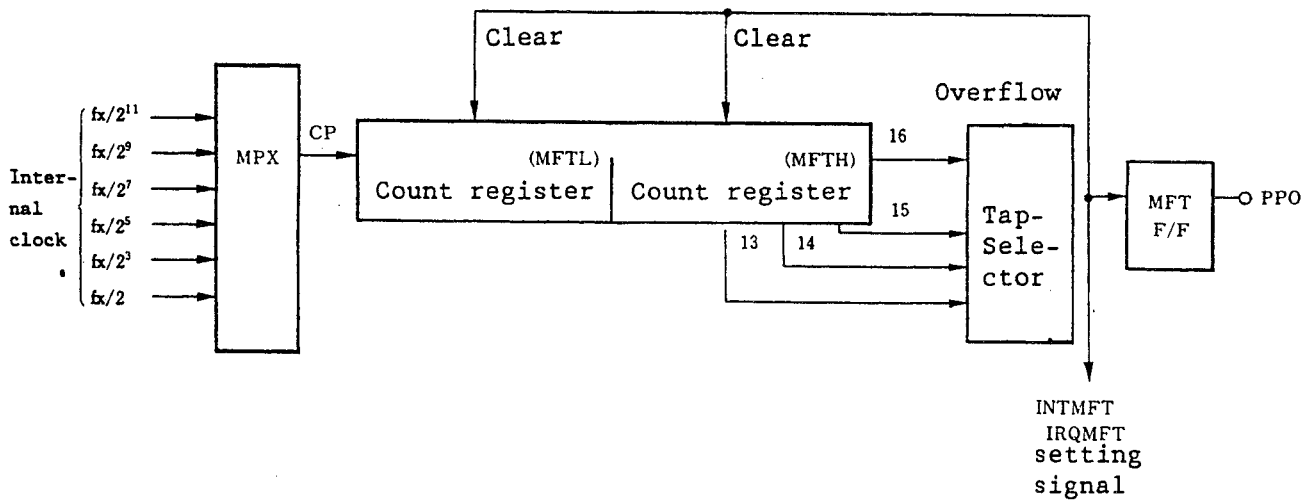 Clear
Clear
Overflow
Inter-
nal
clock
fx/2¹¹
fx/2⁹
fx/2⁷
fx/2⁵
fx/2³
fx/2
MPX
CP
(MFTL)
Count register
(MFTH)
Count register
16
15
13
14
Tap-
Sele-
ctor
MFT
F/F
PPO
INTMFT
IRQMFT
setting
signal